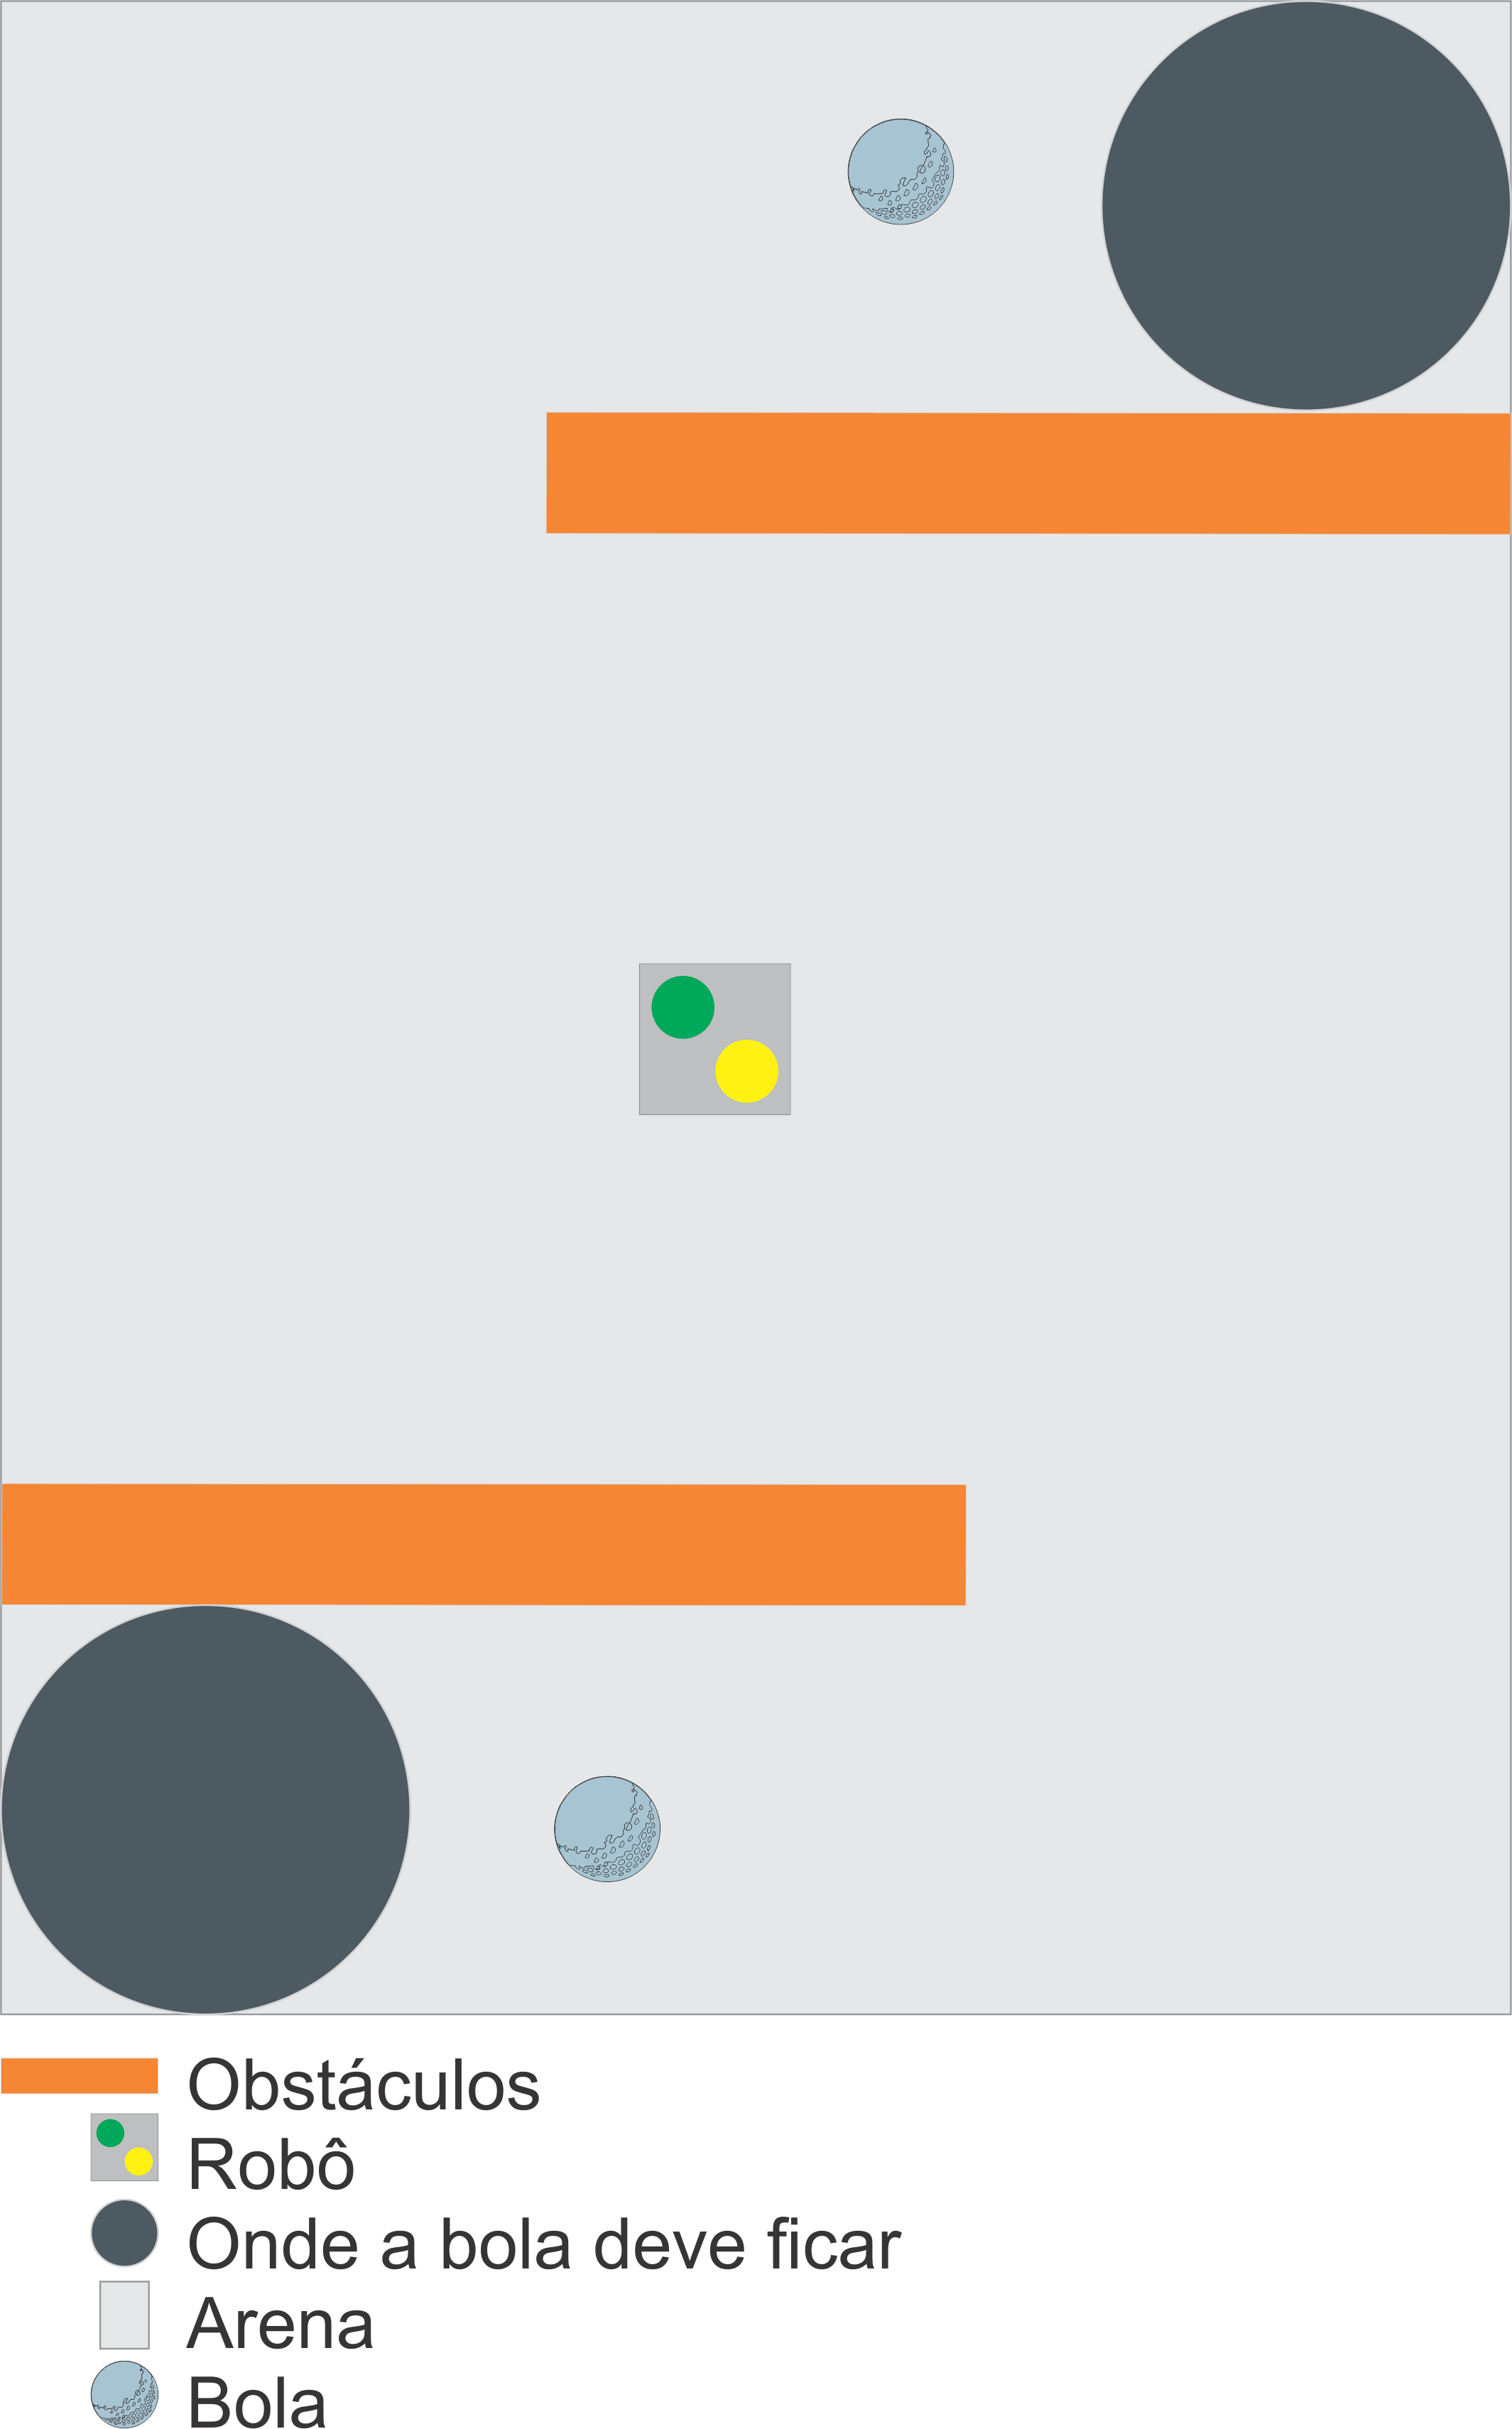 Obstáculos
Robô
Onde a bola deve ficar
Arena
Bola